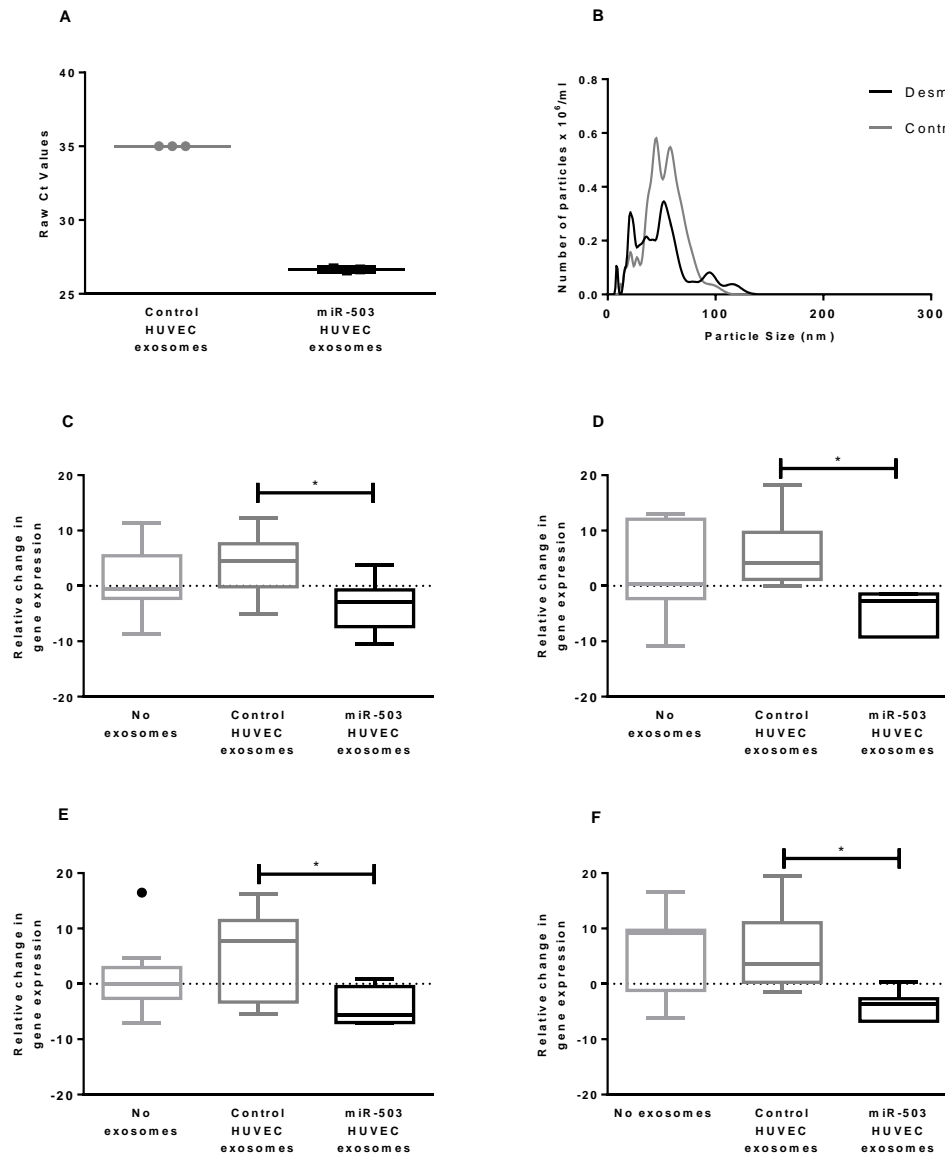 A
B
40
35
30
25
Raw Ct Values
Control
HUVEC
exosomes
miR-503
HUVEC
exosomes
0.8
0.6
0.4
0.2
0.0
Number of particles x 10⁶/ml
0
100
200
300
Particle Size (nm)
Desm
Contr
C
D
20
10
0
-10
-20
Relative change in
gene expression
*
No
exosomes
Control
HUVEC
exosomes
miR-503
HUVEC
exosomes
20
10
0
-10
-20
Relative change in
gene expression
*
No
exosomes
Control
HUVEC
exosomes
miR-503
HUVEC
exosomes
E
F
20
10
0
-10
-20
Relative change in
gene expression
*
No
exosomes
Control
HUVEC
exosomes
miR-503
HUVEC
exosomes
20
10
0
-10
-20
Relative change in
gene expression
*
No exosomes
Control
HUVEC
exosomes
miR-503
HUVEC
exosomes